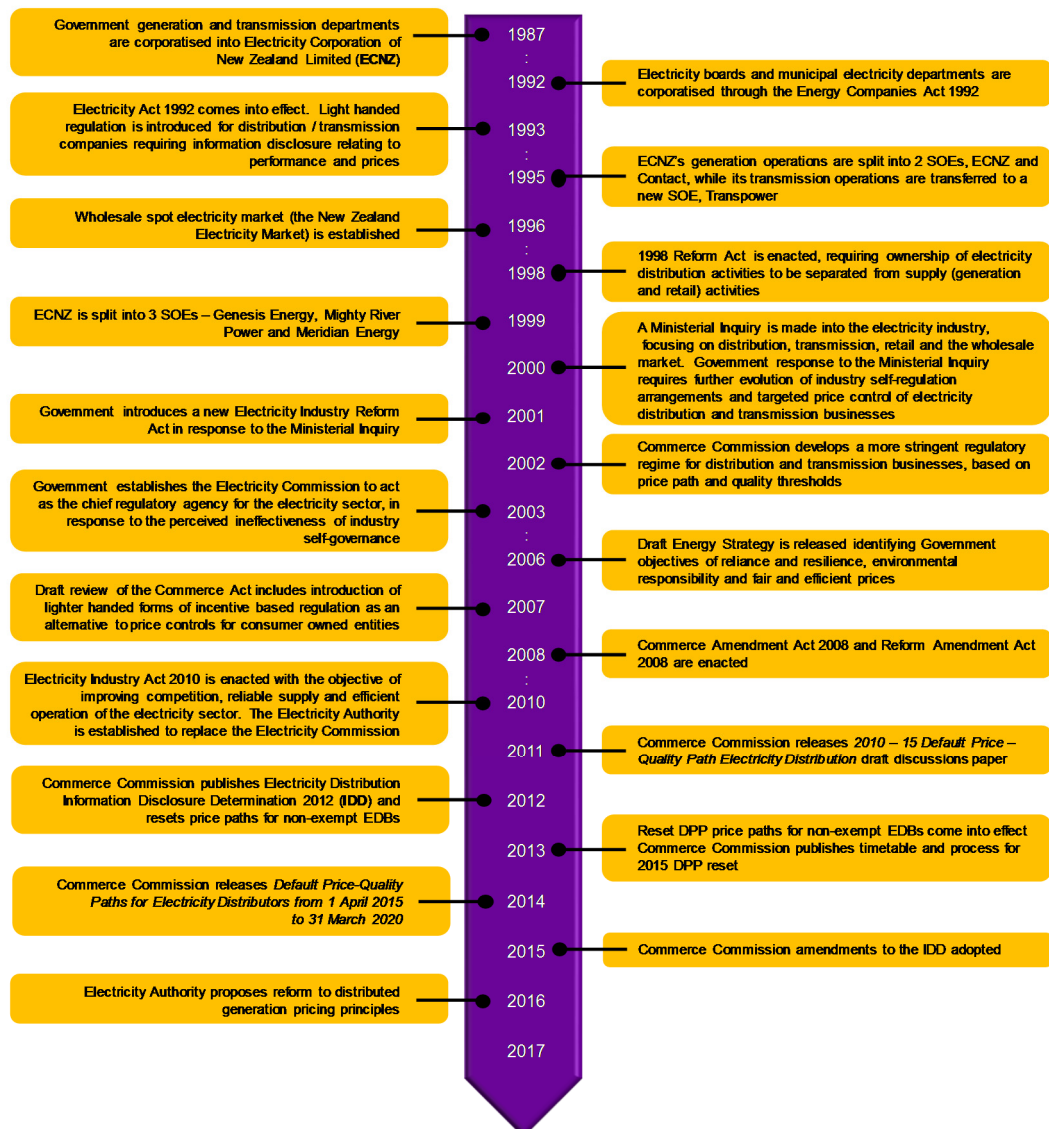 Government generation and transmission departments
are corporatised into Electricity Corporation of
New Zealand Limited (ECNZ)
1987
:
1992
Electricity boards and municipal electricity departments are
corporatised through the Energy Companies Act 1992
Electricity Act 1992 comes into effect. Light handed
regulation is introduced for distribution / transmission
companies requiring information disclosure relating to
performance and prices
1993
:
1995
ECNZ's generation operations are split into 2 SOEs, ECNZ and
Contact, while its transmission operations are transferred to a
new SOE, Transpower
Wholesale spot electricity market (the New Zealand
Electricity Market) is established
1996
:
1998
1998 Reform Act is enacted, requiring ownership of electricity
distribution activities to be separated from supply (generation
and retail) activities
ECNZ is split into 3 SOEs – Genesis Energy, Mighty River
Power and Meridian Energy
1999
2000
A Ministerial Inquiry is made into the electricity industry,
focusing on distribution, transmission, retail and the wholesale
market. Government response to the Ministerial Inquiry
requires further evolution of industry self-regulation
arrangements and targeted price control of electricity
distribution and transmission businesses
Government introduces a new Electricity Industry Reform
Act in response to the Ministerial Inquiry
2001
2002
Commerce Commission develops a more stringent regulatory
regime for distribution and transmission businesses, based on
price path and quality thresholds
Government establishes the Electricity Commission to act
as the chief regulatory agency for the electricity sector, in
response to the perceived ineffectiveness of industry
self-governance
2003
:
2006
Draft Energy Strategy is released identifying Government
objectives of reliance and resilience, environmental
responsibility and fair and efficient prices
Draft review of the Commerce Act includes introduction of
lighter handed forms of incentive based regulation as an
alternative to price controls for consumer owned entities
2007
2008
Commerce Amendment Act 2008 and Reform Amendment Act
2008 are enacted
Electricity Industry Act 2010 is enacted with the objective of
improving competition, reliable supply and efficient
operation of the electricity sector. The Electricity Authority
is established to replace the Electricity Commission
:
2010
2011
Commerce Commission releases 2010 – 15 Default Price –
Quality Path Electricity Distribution draft discussions paper
Commerce Commission publishes Electricity Distribution
Information Disclosure Determination 2012 (IDD) and
resets price paths for non-exempt EDBs
2012
2013
Reset DPP price paths for non-exempt EDBs come into effect
Commerce Commission publishes timetable and process for
2015 DPP reset
Commerce Commission releases Default Price-Quality
Paths for Electricity Distributors from 1 April 2015
to 31 March 2020
2014
2015
Commerce Commission amendments to the IDD adopted
Electricity Authority proposes reform to distributed
generation pricing principles
2016
2017